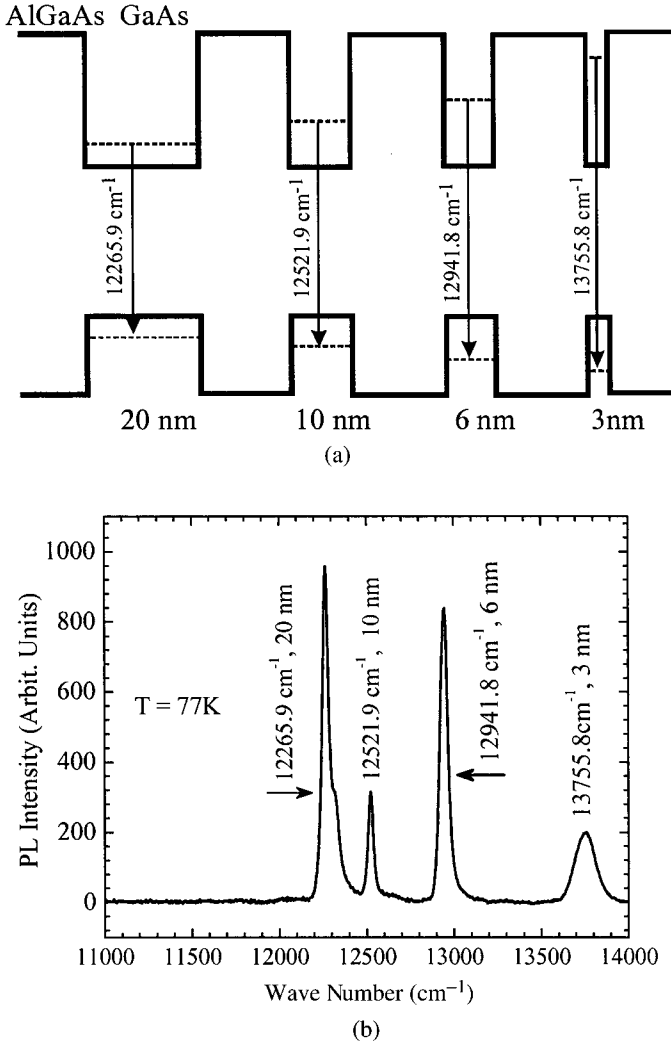 AlGaAs GaAs
12265.9 cm⁻¹
12521.9 cm⁻¹
12941.8 cm⁻¹
13755.8 cm⁻¹
20 nm 10 nm 6 nm 3nm
(a)
PL Intensity (Arbit. Units)
1000
800
600
400
200
0
T = 77K
12265.9 cm⁻¹, 20 nm
12521.9 cm⁻¹, 10 nm
12941.8 cm⁻¹, 6 nm
13755.8cm⁻¹, 3 nm
11000 11500 12000 12500 13000 13500 14000
Wave Number (cm⁻¹)
(b)